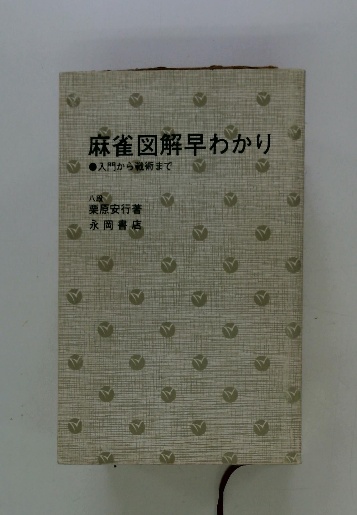 麻雀図解早わかり
●入門から戦術まで
八段
栗原安行著
永岡書店